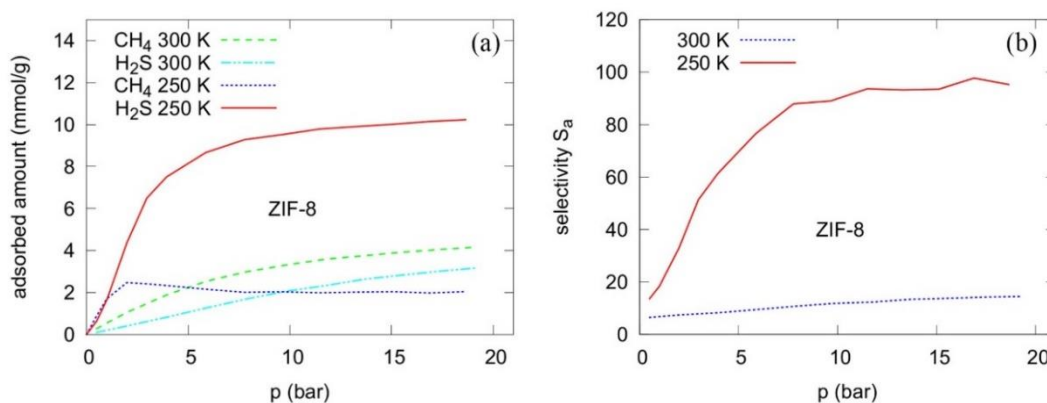 (a)
CH4 300 K
H2S 300 K
CH4 250 K
H2S 250 K
ZIF-8
adsorbed amount (mmol/g)
14
12
10
8
6
4
2
0
0 5 10 15 20
p (bar)
(b)
300 K
250 K
ZIF-8
selectivity Sa
120
100
80
60
40
20
0
0 5 10 15 20
p (bar)